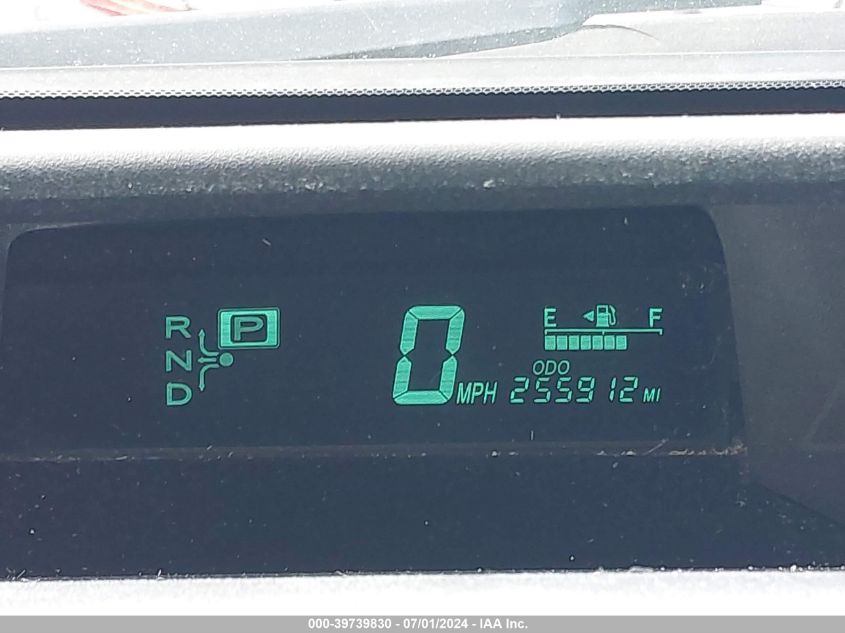 R P
N
D
0 MPH
E F
ODO
255912 MI
000-39739830 - 07/01/2024 - IAA Inc.